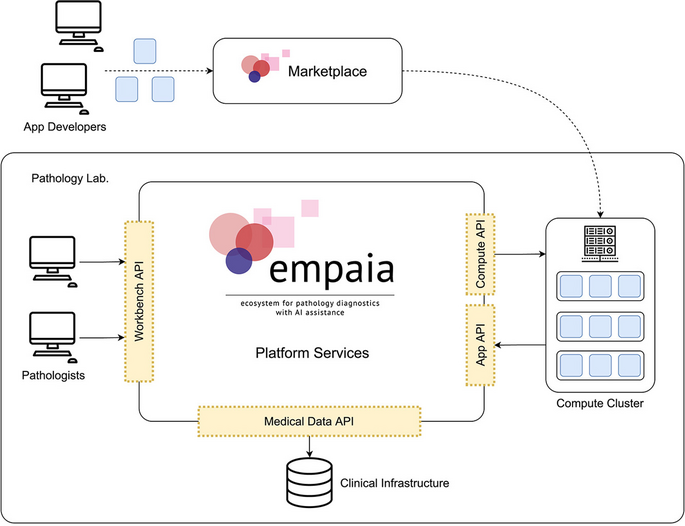 Marketplace
App Developers
Pathology Lab.
empaia
ecosystem for pathology diagnostics
with AI assistance
Platform Services
Workbench API
Compute API
App API
Pathologists
Compute Cluster
Medical Data API
Clinical Infrastructure